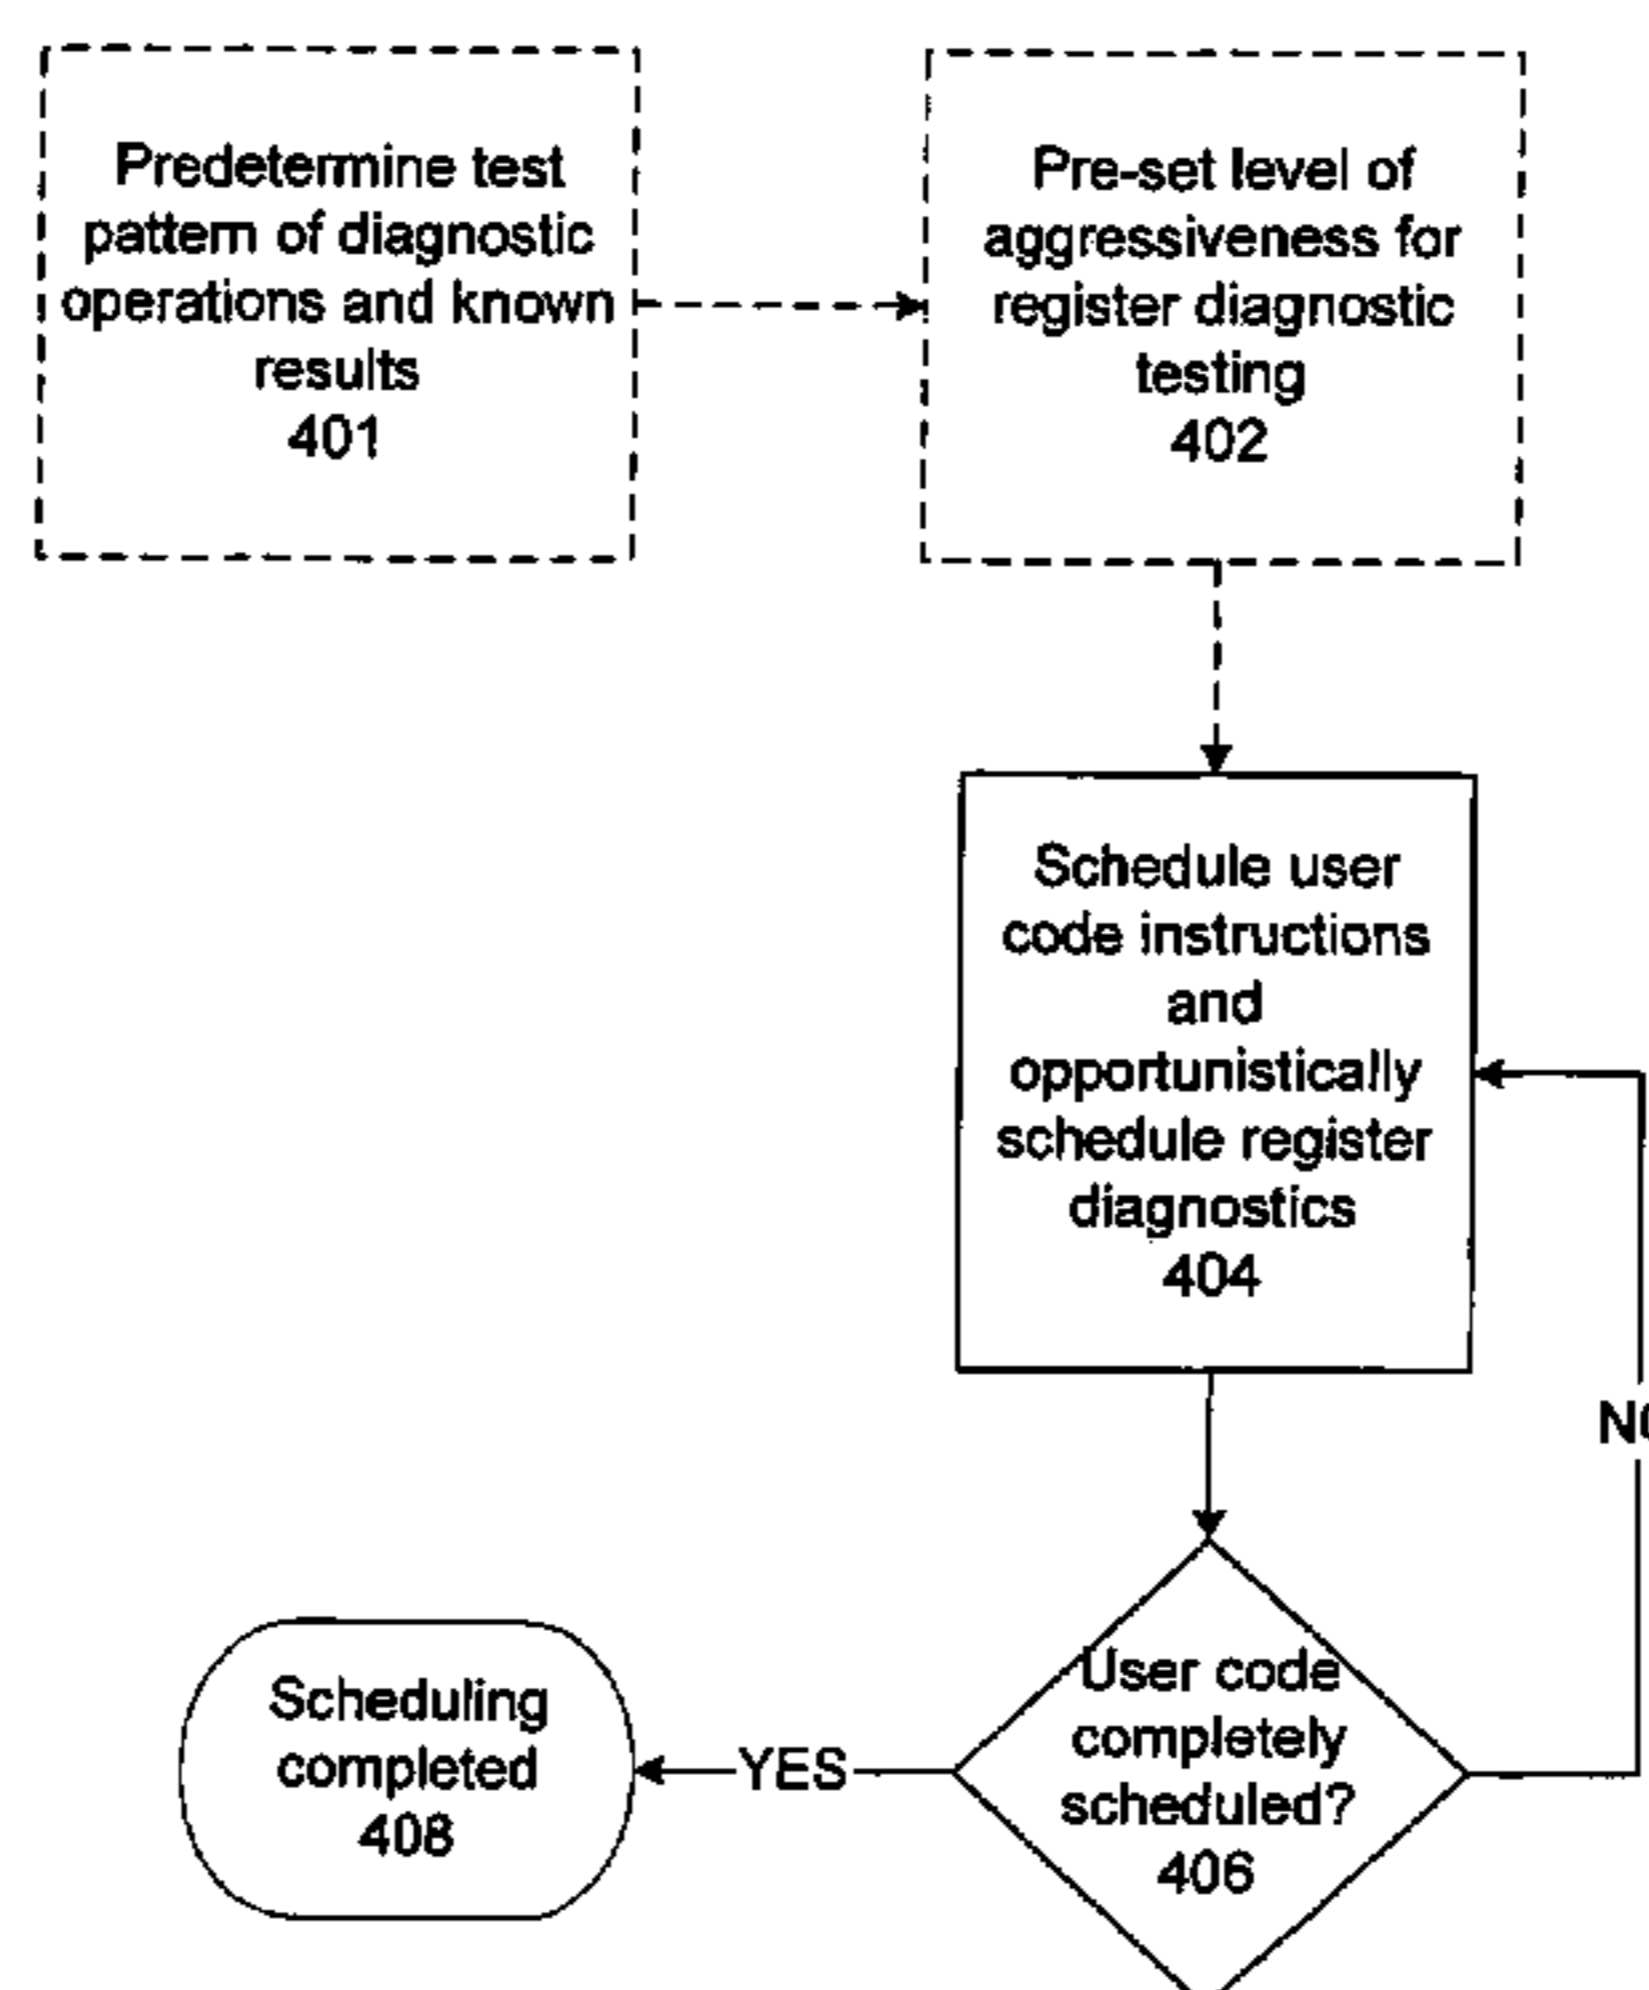 Predetermine test
pattern of diagnostic
operations and known
results
401
Pre-set level of
aggressiveness for
register diagnostic
testing
402
Schedule user
code instructions
and
opportunistically
schedule register
diagnostics
404
User code
completely
scheduled?
406
YES
Scheduling
completed
408